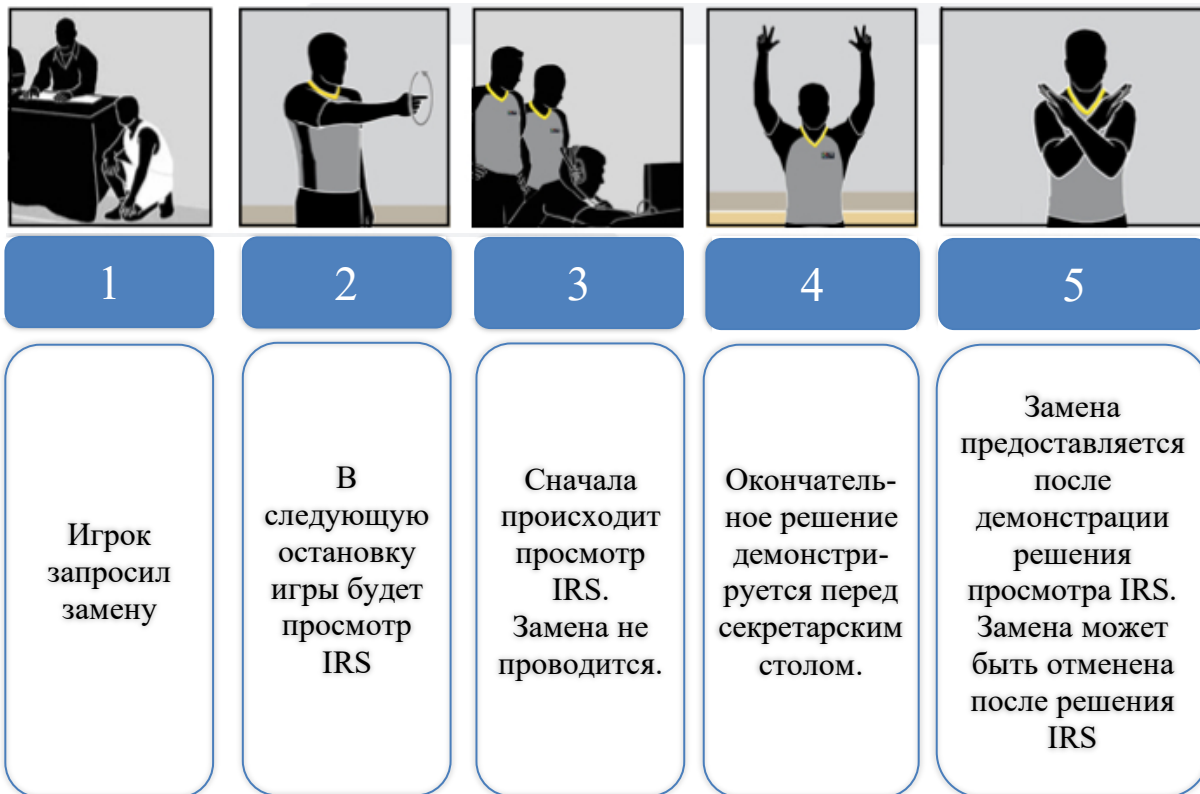 1
2
3
4
5
Игрок
запросил
замену
В
следующую
остановку
игры будет
просмотр
IRS
Сначала
происходит
просмотр
IRS.
Замена не
проводится.
Окончатель-
ное решение
демонстри-
руется перед
секретарским
столом.
Замена
предоставляется
после
демонстрации
решения
просмотра IRS.
Замена может
быть отменена
после решения
IRS